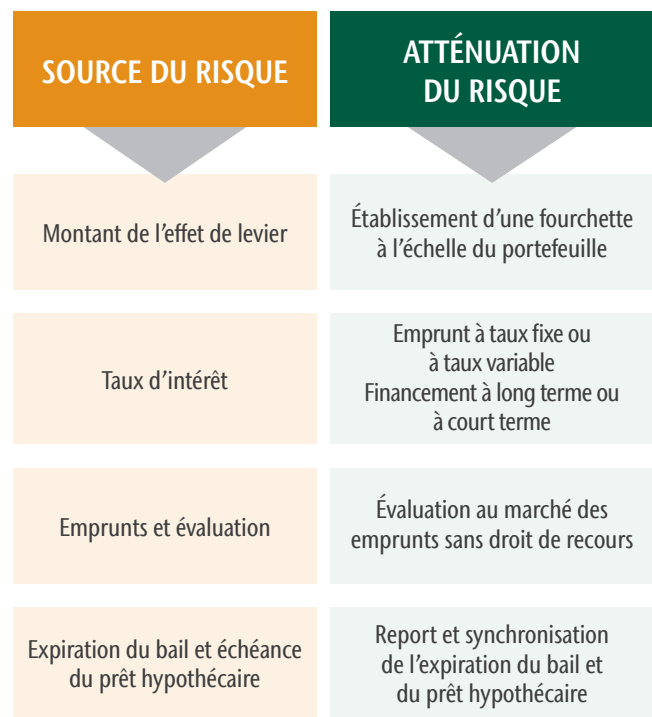 SOURCE DU RISQUE
ATTÉNUATION
DU RISQUE
Montant de l'effet de levier
Établissement d'une fourchette
à l'échelle du portefeuille
Taux d'intérêt
Emprunt à taux fixe ou
à taux variable
Financement à long terme ou
à court terme
Emprunts et évaluation
Évaluation au marché des
emprunts sans droit de recours
Expiration du bail et échéance
du prêt hypothécaire
Report et synchronisation
de l'expiration du bail et
du prêt hypothécaire